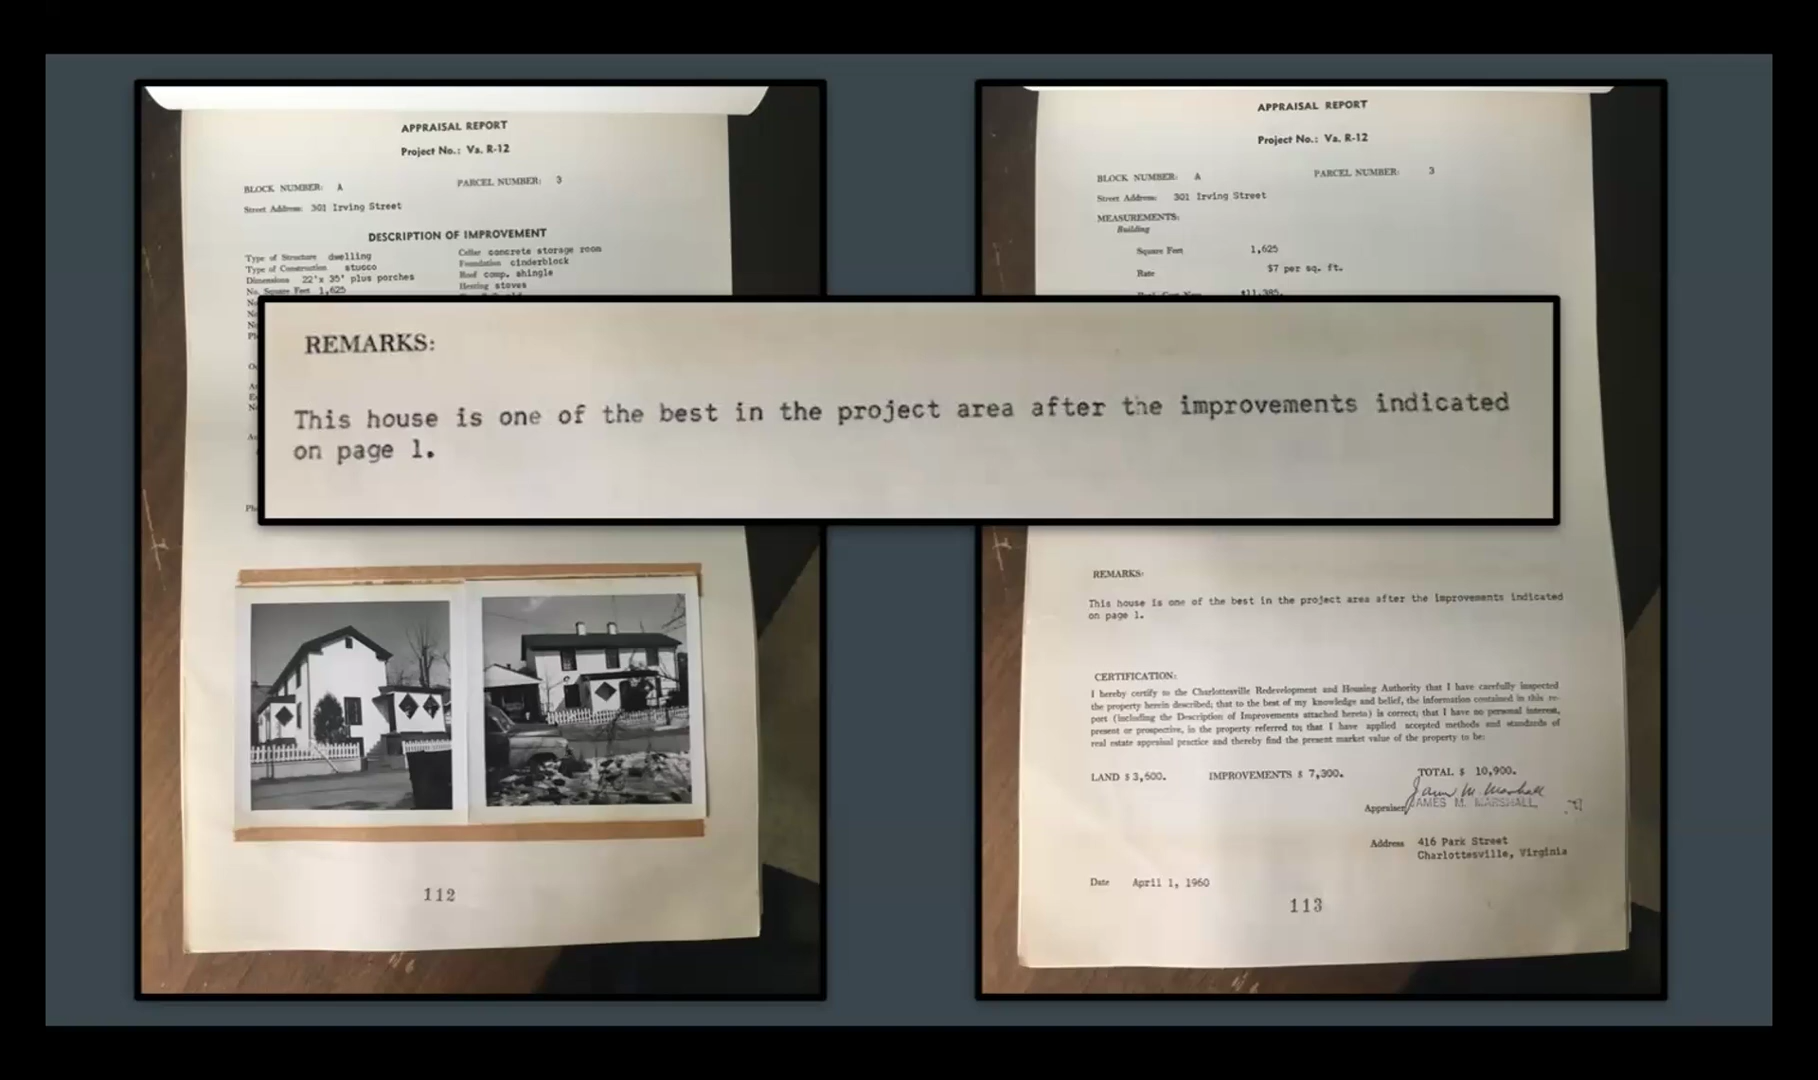 APPRAISAL REPORT
Project No.: Va. R-12
BLOCK NUMBER: A PARCEL NUMBER: 3
Street Address: 301 Irving Street
DESCRIPTION OF IMPROVEMENT
Type of Structure dwelling
Type of Construction stucco
Dimensions 22'x 35' plus porches
No. Square Feet 1,625
Cellar concrete storage room
Foundation cinderblock
Roof comp. shingle
Heating stoves
112
REMARKS:
This house is one of the best in the project area after the improvements indicated
on page 1.
APPRAISAL REPORT
Project No.: Va. R-12
BLOCK NUMBER: A PARCEL NUMBER: 3
Street Address: 301 Irving Street
MEASUREMENTS:
Building
Square Feet 1,625
Rate $7 per sq. ft.
REMARKS:
This house is one of the best in the project area after the improvements indicated
on page 1.
CERTIFICATION:
I hereby certify to the Charlottesville Redevelopment and Housing Authority that I have carefully inspected
the property herein described; that to the best of my knowledge and belief, the information contained in this re-
port (including the Description of Improvements attached hereto) is correct; that I have no personal interest,
present or prospective, in the property referred to; that I have applied accepted methods and standards of
real estate appraisal practice and thereby find the present market value of the property to be:
LAND $ 3,600. IMPROVEMENTS $ 7,300. TOTAL $ 10,900.
James M. Marshall
Appraiser JAMES M. MARSHALL
Address 416 Park Street
Charlottesville, Virginia
Date April 1, 1960
113